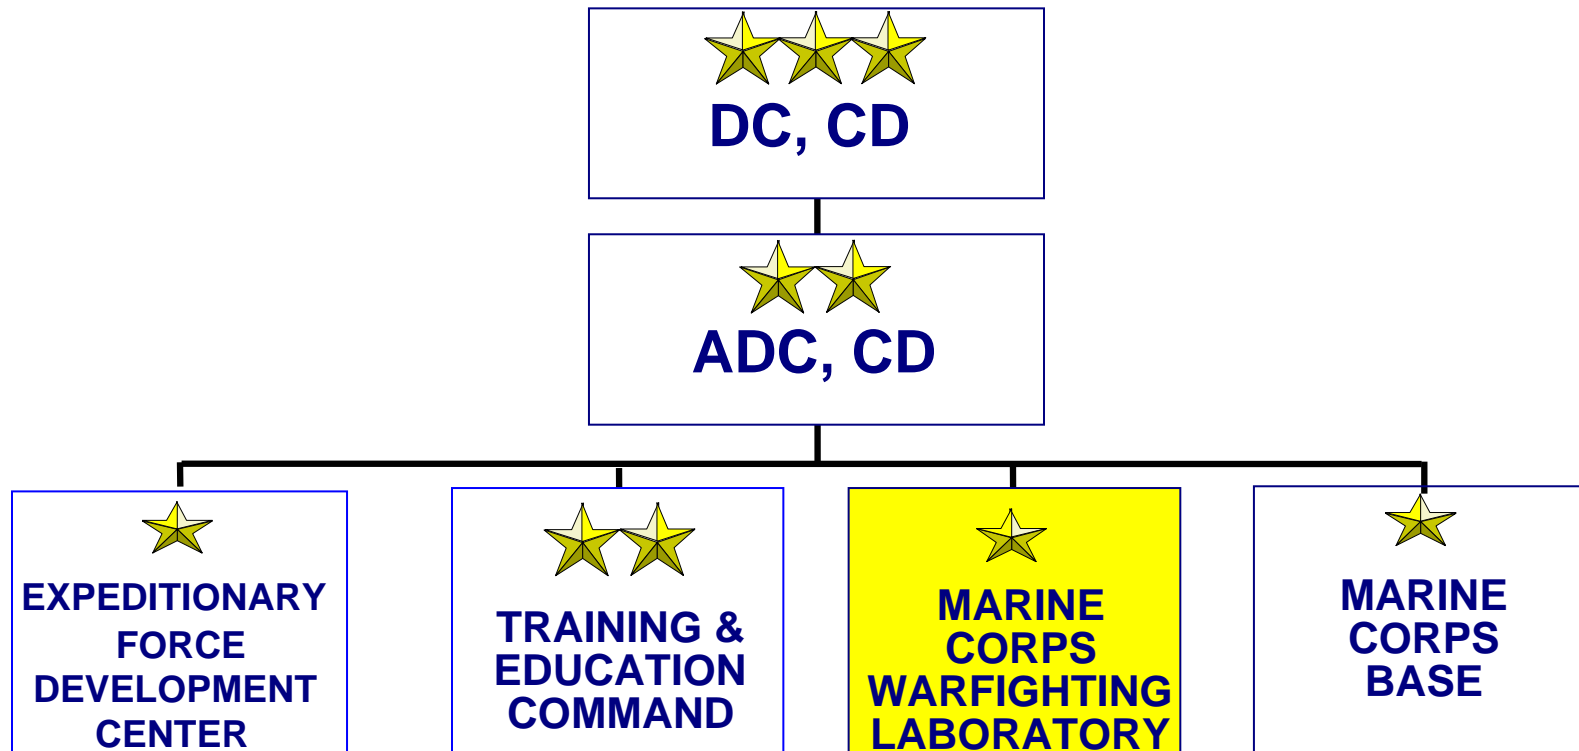 DC, CD
ADC, CD
EXPEDITIONARY
FORCE
DEVELOPMENT
CENTER
TRAINING &
EDUCATION
COMMAND
MARINE
CORPS
WARFIGHTING
LABORATORY
MARINE
CORPS
BASE